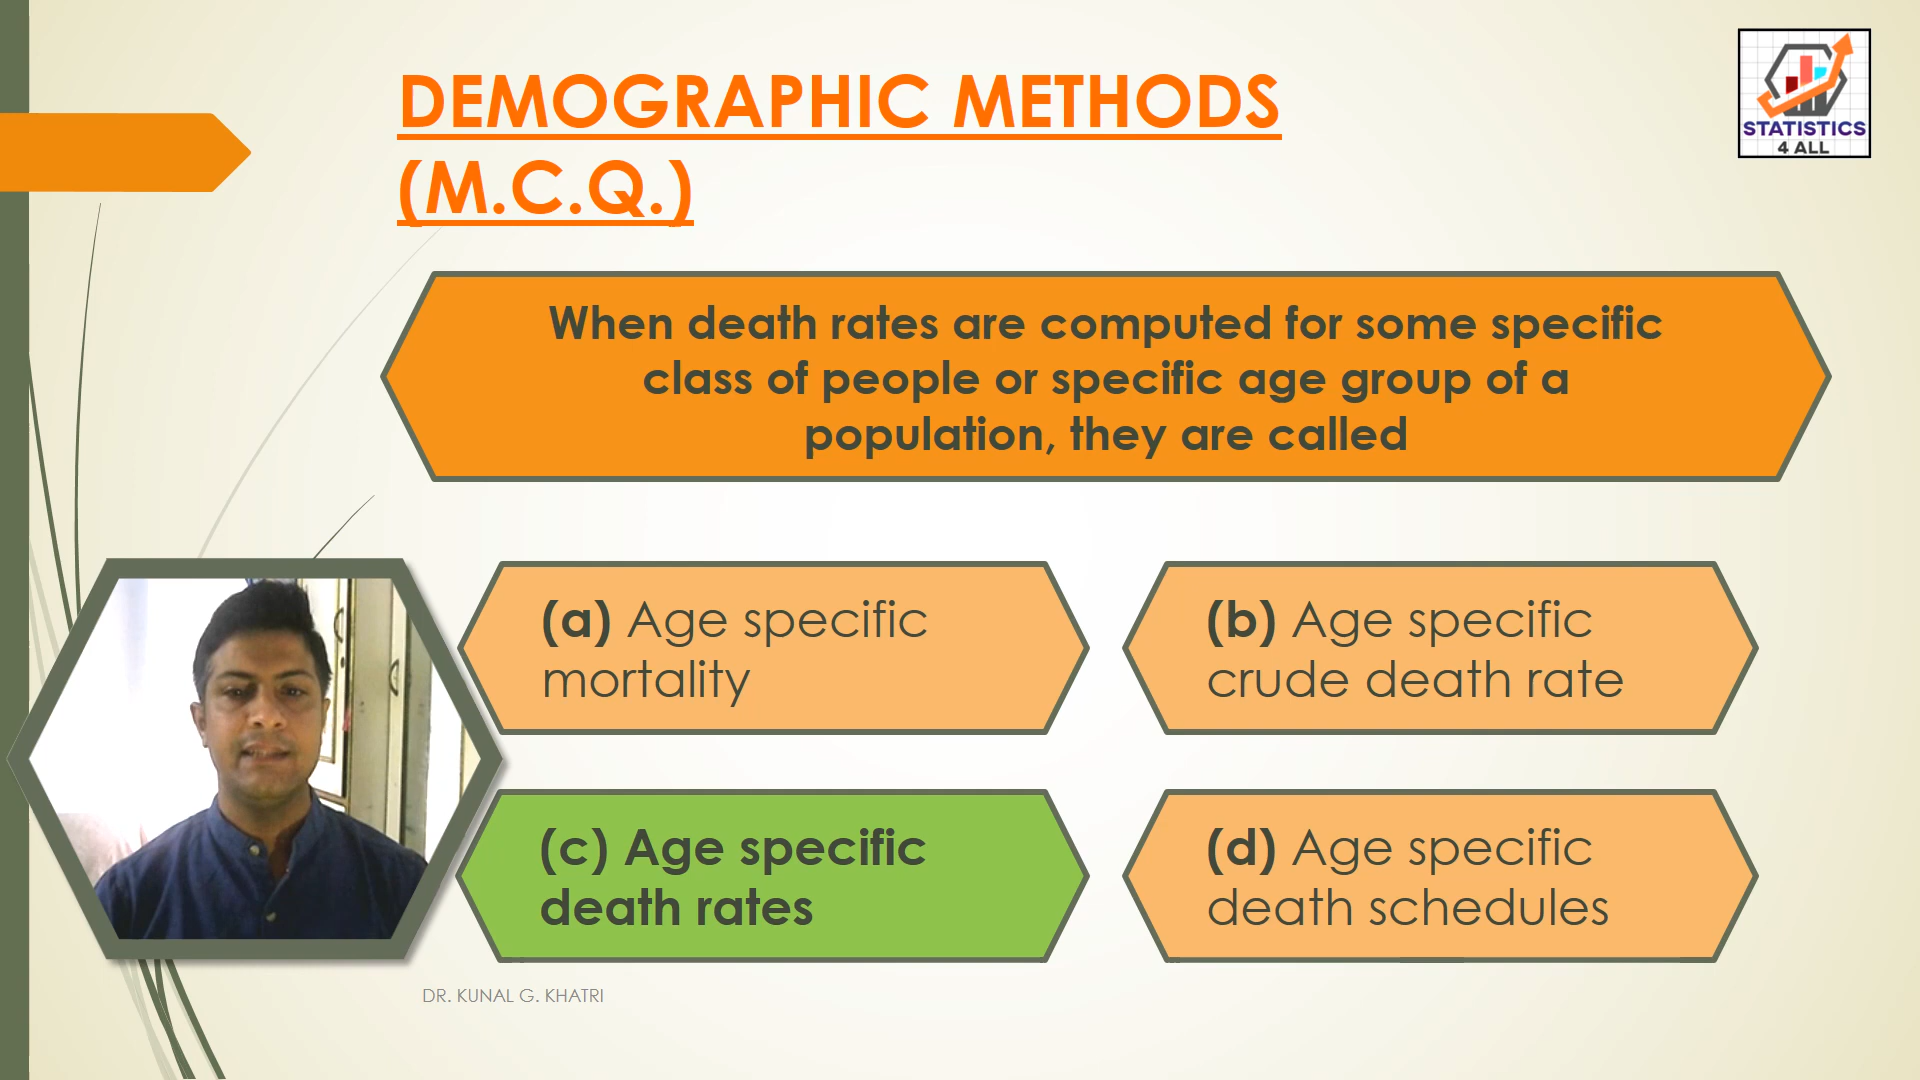 DEMOGRAPHIC METHODS
(M.C.Q.)
STATISTICS
4 ALL
When death rates are computed for some specific
class of people or specific age group of a
population, they are called
(a) Age specific
mortality
(b) Age specific
crude death rate
(c) Age specific
death rates
(d) Age specific
death schedules
DR. KUNAL G. KHATRI